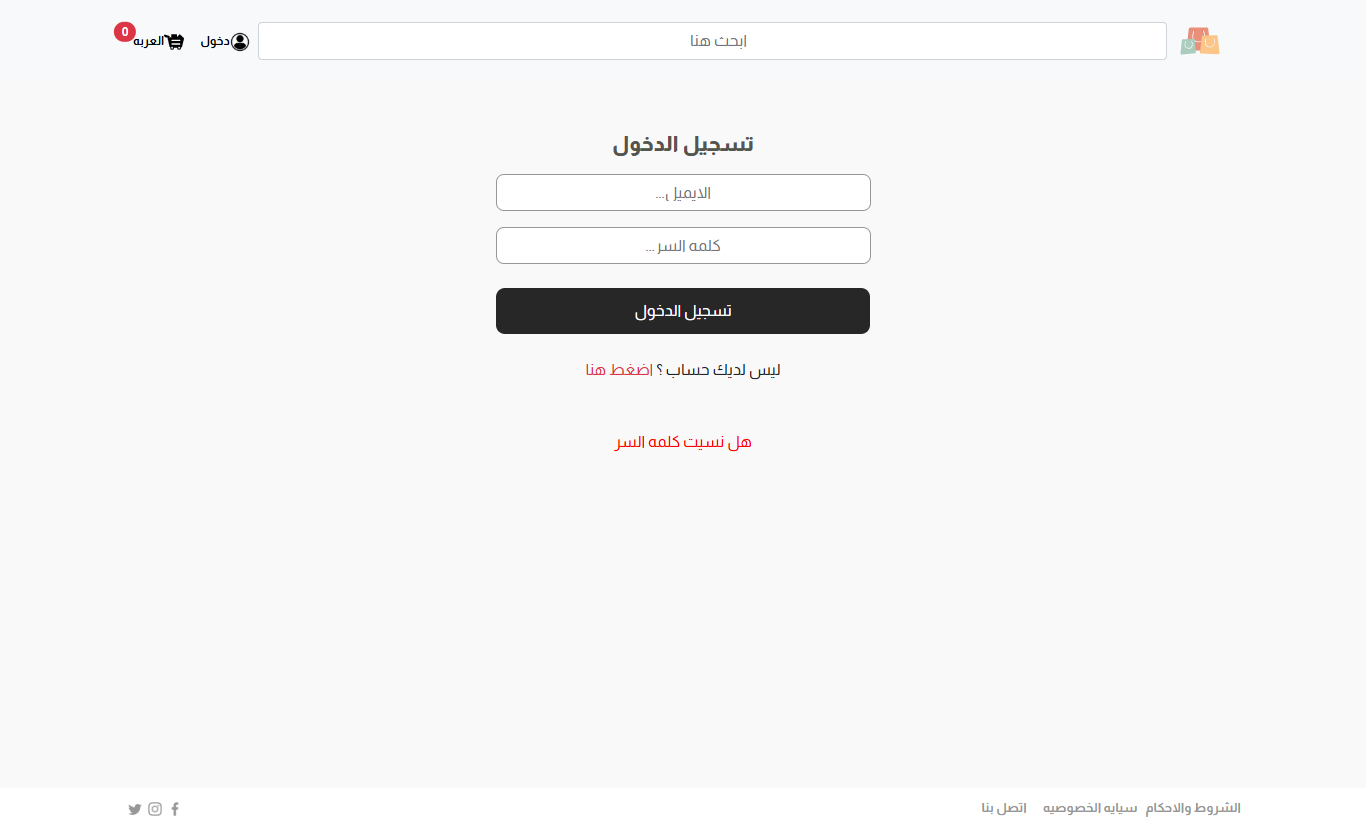 ابحث هنا
دخول
العربه
0
تسجيل الدخول
الايميل...
كلمه السر...
تسجيل الدخول
ليس لديك حساب ؟ اضغط هنا
هل نسيت كلمه السر
الشروط والاحكام
سيايه الخصوصيه
اتصل بنا